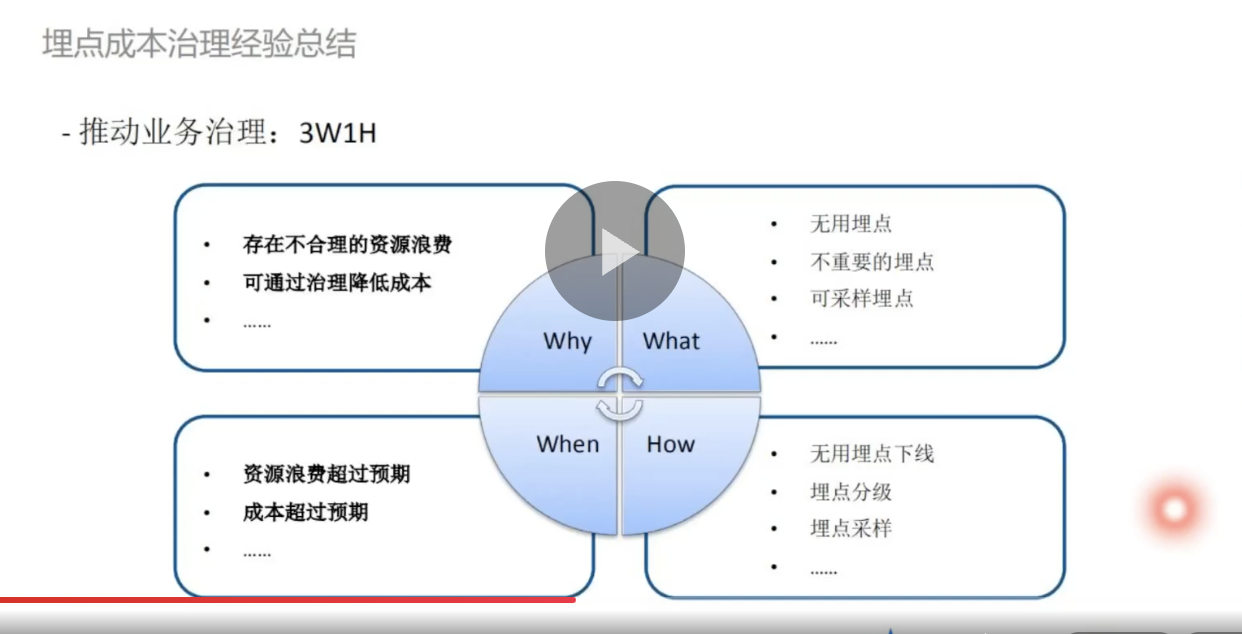 埋点成本治理经验总结
- 推动业务治理：3W1H
• 存在不合理的资源浪费
• 可通过治理降低成本
• ......
• 无用埋点
• 不重要的埋点
• 可采样埋点
• ......
Why
What
When
How
• 资源浪费超过预期
• 成本超过预期
• ......
• 无用埋点下线
• 埋点分级
• 埋点采样
• ......